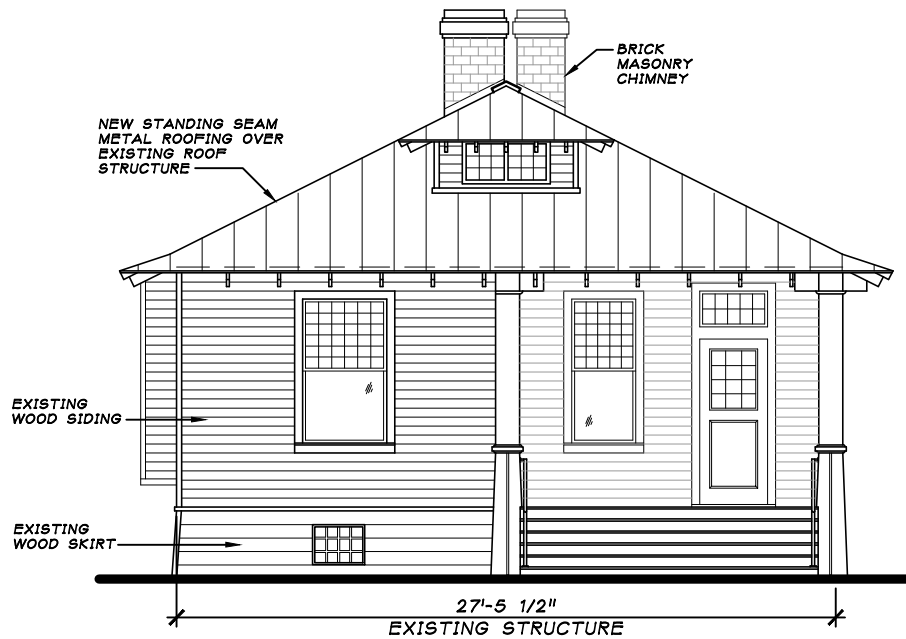 BRICK
MASONRY
CHIMNEY
NEW STANDING SEAM
METAL ROOFING OVER
EXISTING ROOF
STRUCTURE
EXISTING
WOOD SIDING
EXISTING
WOOD SKIRT
27'-5 1/2"
EXISTING STRUCTURE